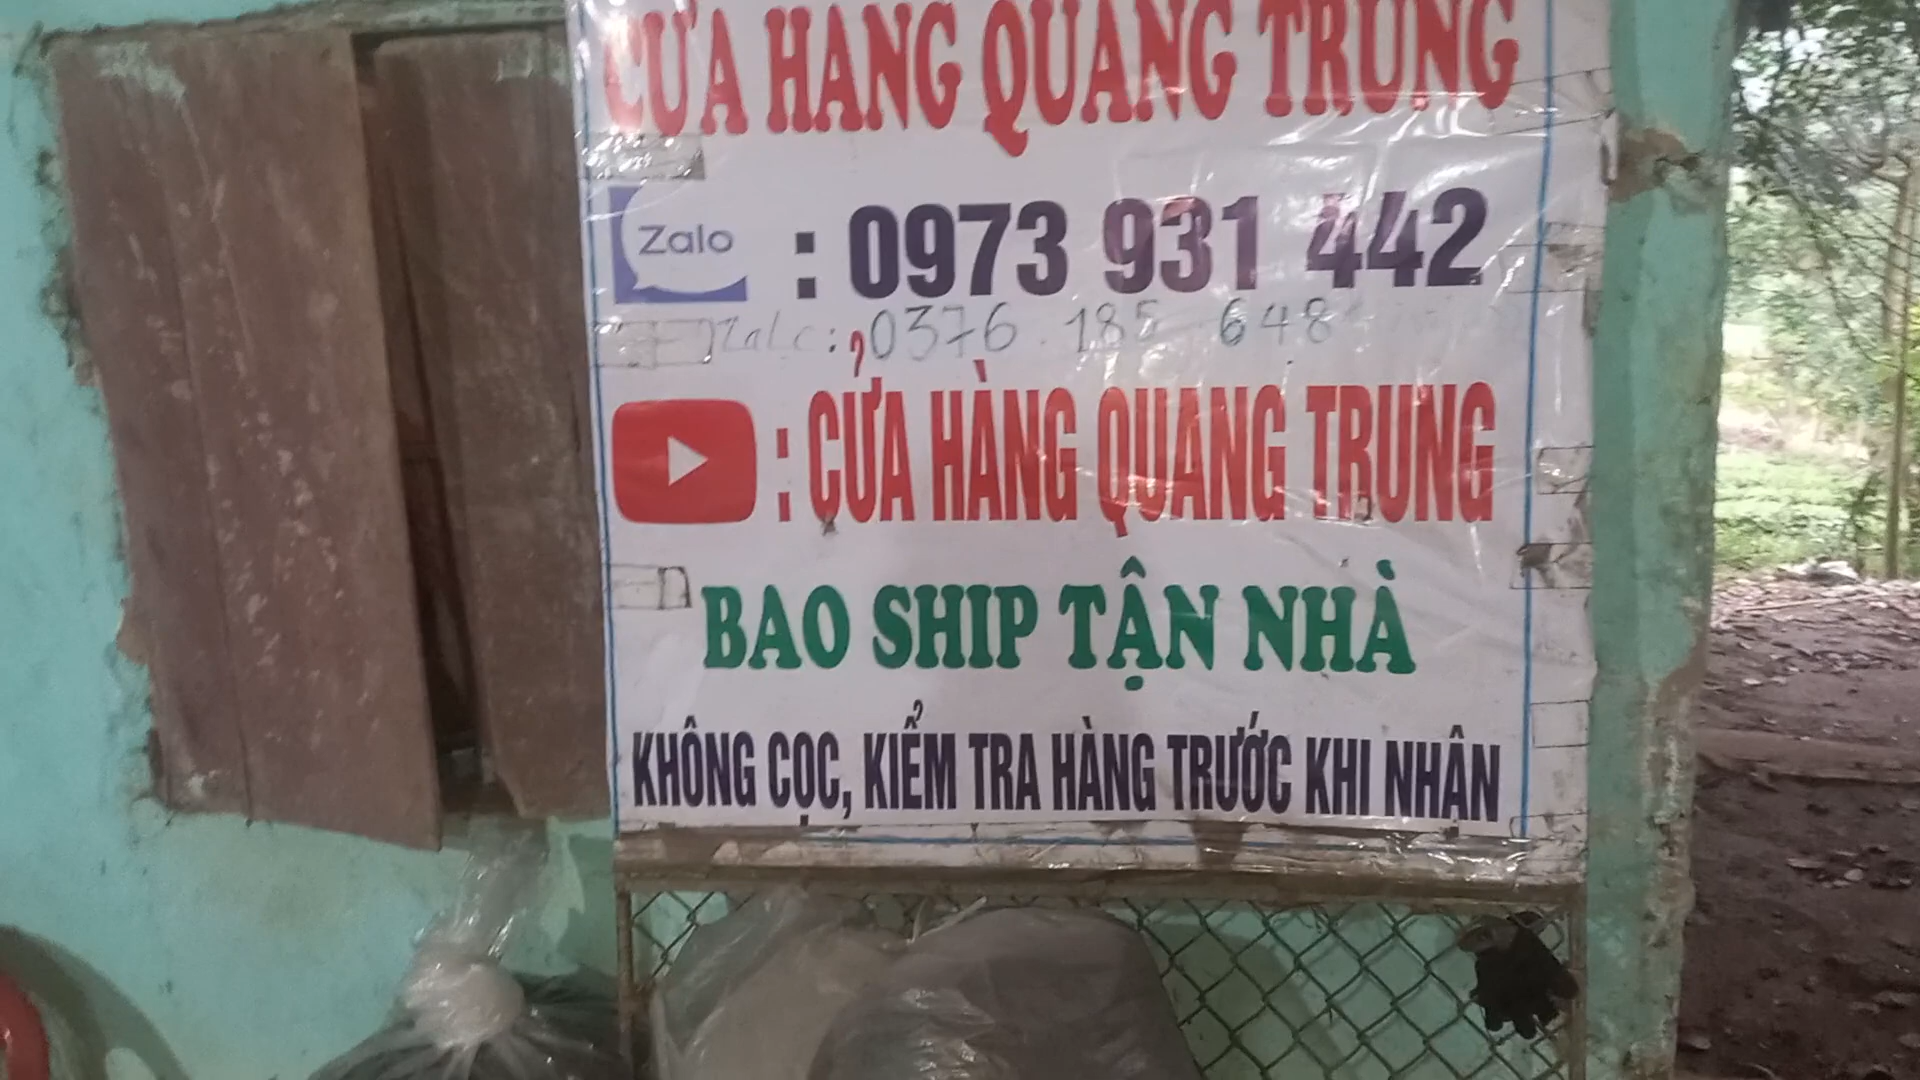 CỬA HÀNG QUANG TRUNG
Zalo : 0973 931 442
Zalo: 0376 185 648
: CỬA HÀNG QUANG TRUNG
BAO SHIP TẬN NHÀ
KHÔNG CỌC, KIỂM TRA HÀNG TRƯỚC KHI NHẬN